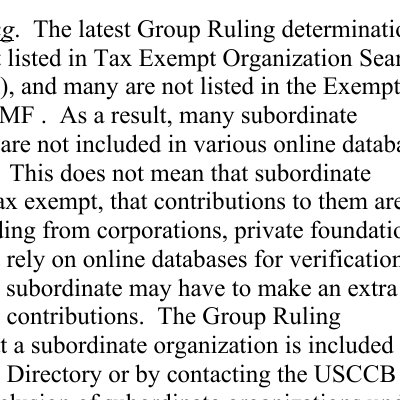 g. The latest Group Ruling determinatio
listed in Tax Exempt Organization Sear
), and many are not listed in the Exempt
MF . As a result, many subordinate
are not included in various online databa
This does not mean that subordinate
ax exempt, that contributions to them are
ding from corporations, private foundatio
rely on online databases for verification
subordinate may have to make an extra
contributions. The Group Ruling
t a subordinate organization is included
Directory or by contacting the USCCB